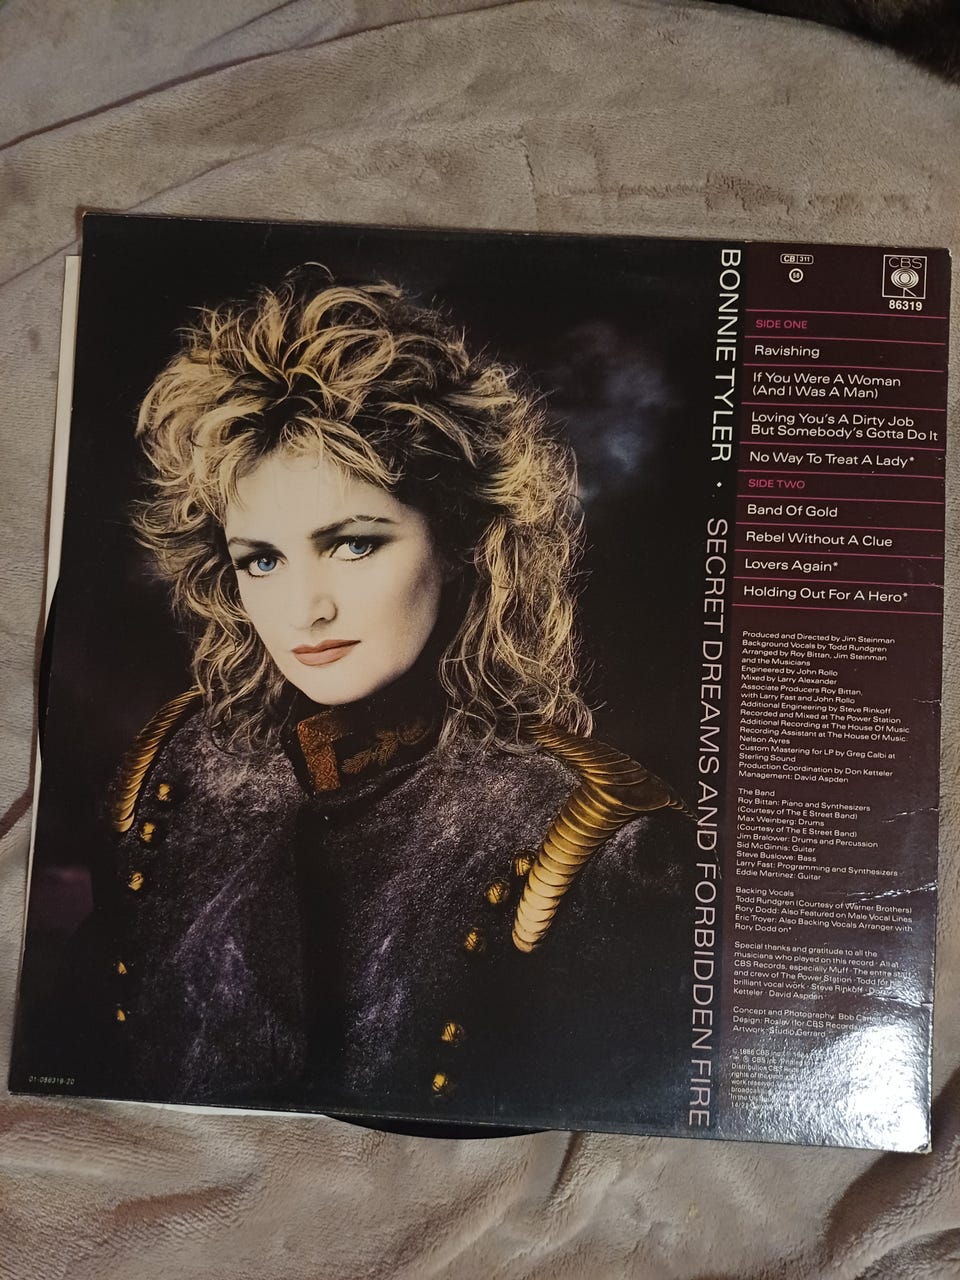 BONNIE TYLER · SECRET DREAMS AND FORBIDDEN FIRE
CB 311
CBS
86319
SIDE ONE
Ravishing
If You Were A Woman
(And I Was A Man)
Loving You's A Dirty Job
But Somebody's Gotta Do It
No Way To Treat A Lady*
SIDE TWO
Band Of Gold
Rebel Without A Clue
Lovers Again*
Holding Out For A Hero*
Produced and Directed by Jim Steinman
Background Vocals by Todd Rundgren
Arranged by Roy Bittan, Jim Steinman
and the Musicians
Engineered by John Rollo
Mixed by Larry Alexander
Associate Producers Roy Bittan,
with Larry Fast and John Rollo
Additional Engineering by Steve Rinkoff
Recorded and Mixed at The Power Station
Additional Recording at The House Of Music
Recording Assistant at The House Of Music:
Nelson Ayres
Custom Mastering for LP by Greg Calbi at
Sterling Sound
Production Coordination by Don Ketteler
Management: David Aspden
The Band
Roy Bittan: Piano and Synthesizers
(Courtesy of The E Street Band)
Max Weinberg: Drums
(Courtesy of The E Street Band)
Jim Bralower: Drums and Percussion
Sid McGinnis: Guitar
Steve Buslowe: Bass
Larry Fast: Programming and Synthesizers
Eddie Martinez: Guitar
Backing Vocals
Todd Rundgren (Courtesy of Warner Brothers)
Rory Dodd: Also Featured on Male Vocal Lines
Eric Troyer: Also Backing Vocals Arranger with
Rory Dodd on*
Special thanks and gratitude to all the
musicians who played on this record · All at
CBS Records, especially Muff · The entire
and crew of The Power Station · Todd for
brilliant vocal work · Steve Rinkoff ·
Ketteler · David Aspden
Concept and Photography: Bob
Design: Roslav (for CBS Records)
Artwork: Studio Gerrard
01-086319-20